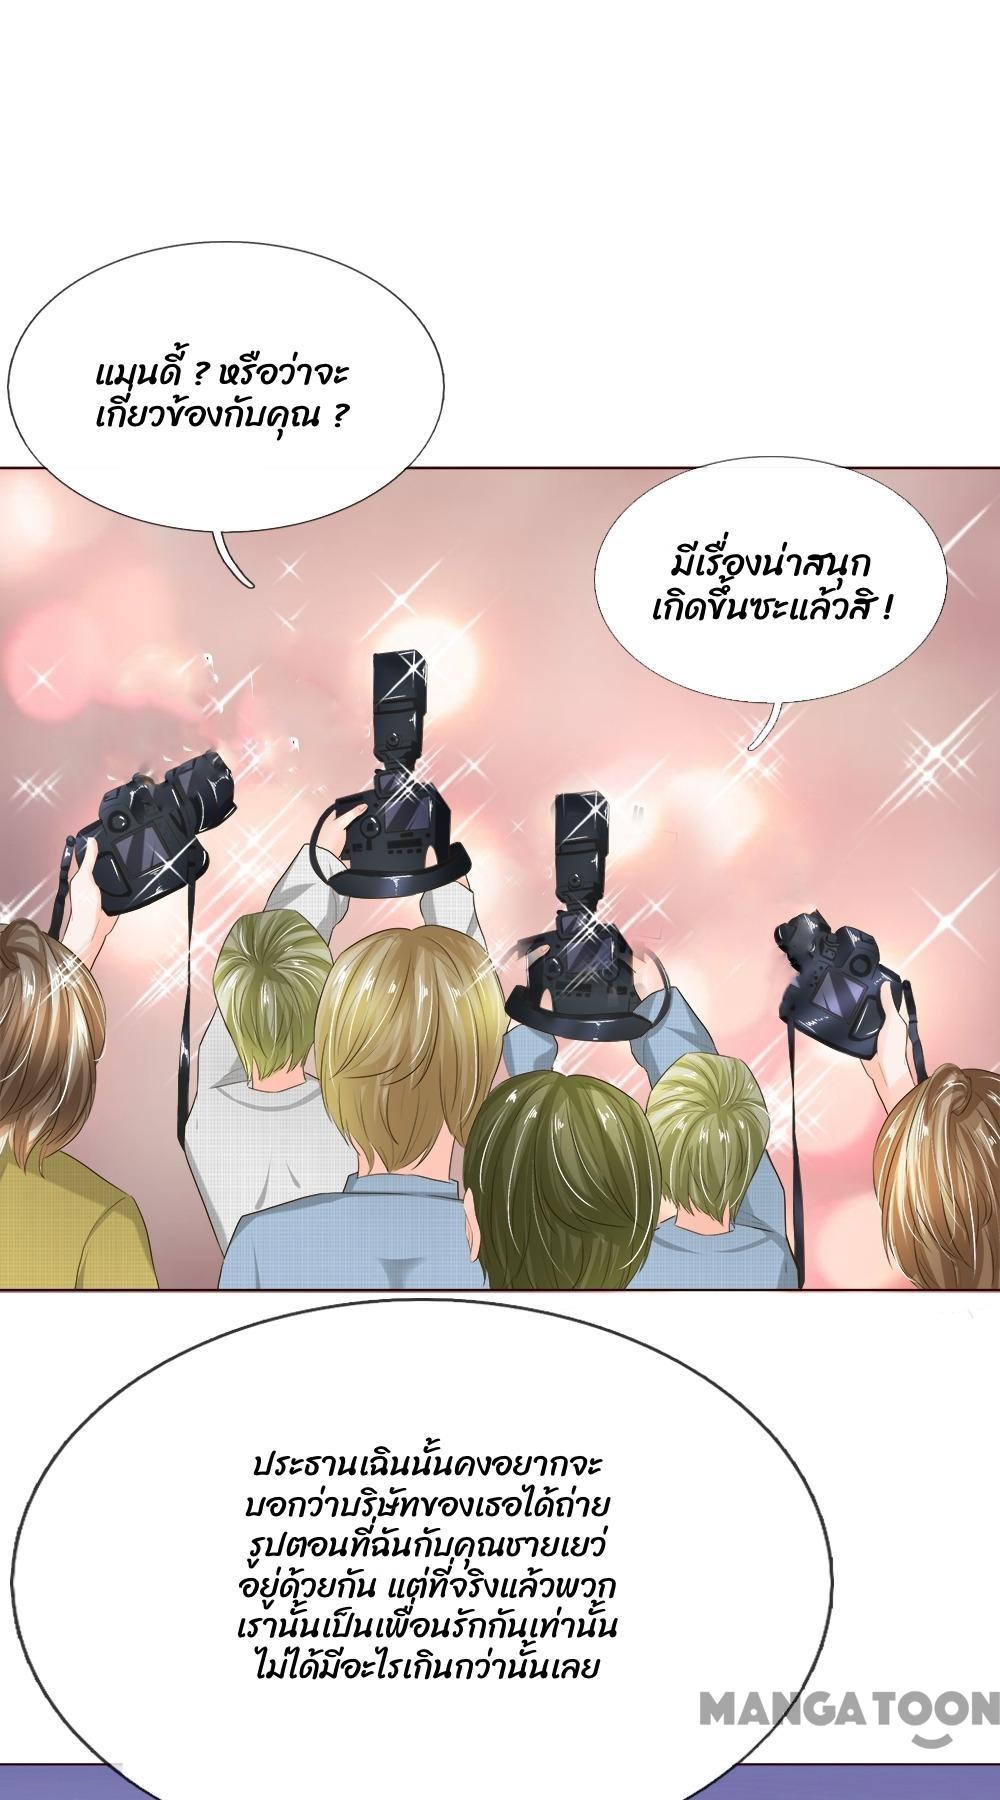 แมนดี้ ? หรือว่าจะ
เกี่ยวข้องกับคุณ ?
มีเรื่องน่าสนุก
เกิดขึ้นซะแล้วสิ !
ประธานเฉินนั้นคงอยากจะ
บอกว่าบริษัทของเธอได้ถ่าย
รูปตอนที่ฉันกับคุณชายเยว่
อยู่ด้วยกัน แต่ที่จริงแล้วพวก
เรานั้นเป็นเพื่อนรักกันเท่านั้น
ไม่ได้มีอะไรเกินกว่านั้นเลย
MANGATOON